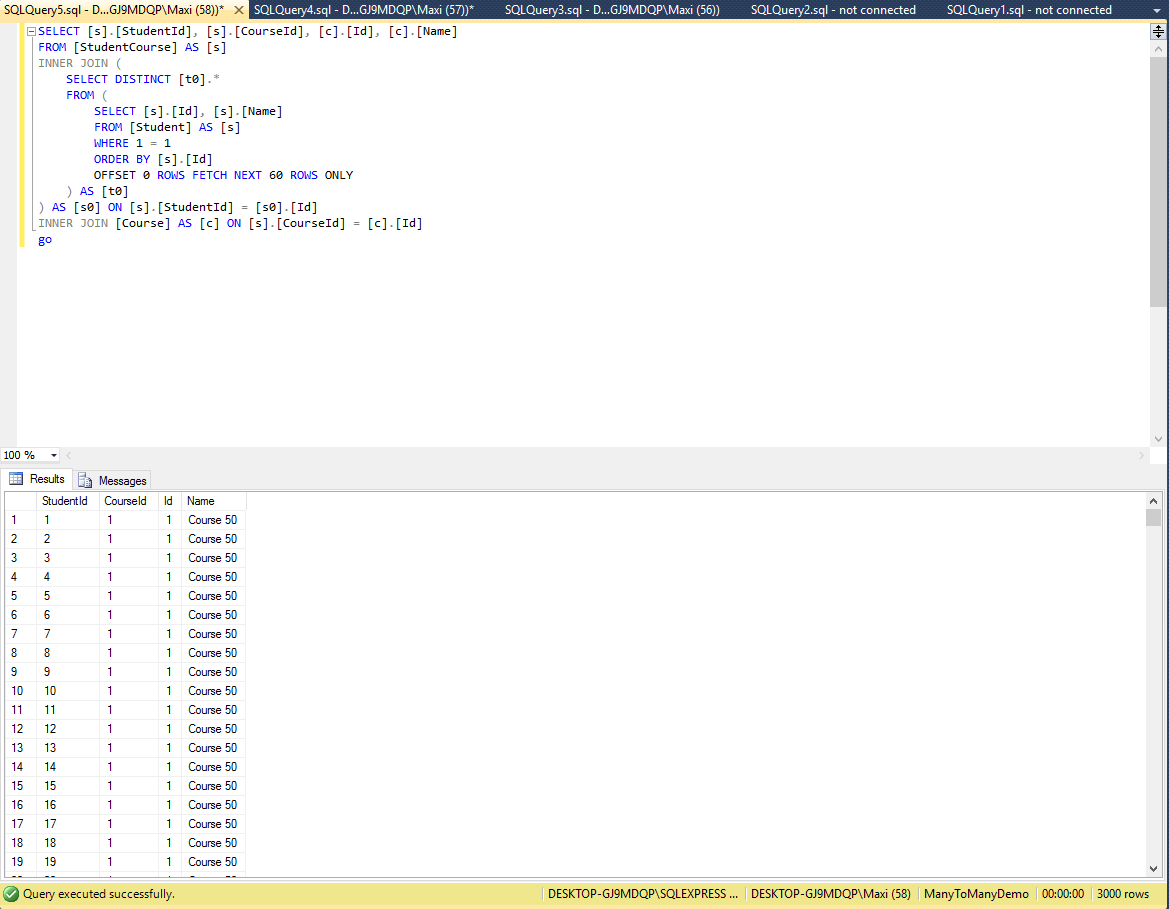 SQLQuery5.sql - D...GJ9MDQP\Maxi (58))* SQLQuery4.sql - D...GJ9MDQP\Maxi (57))* SQLQuery3.sql - D...GJ9MDQP\Maxi (56)) SQLQuery2.sql - not connected SQLQuery1.sql - not connected
SELECT [s].[StudentId], [s].[CourseId], [c].[Id], [c].[Name]
FROM [StudentCourse] AS [s]
INNER JOIN (
SELECT DISTINCT [t0].*
FROM (
SELECT [s].[Id], [s].[Name]
FROM [Student] AS [s]
WHERE 1 = 1
ORDER BY [s].[Id]
OFFSET 0 ROWS FETCH NEXT 60 ROWS ONLY
) AS [t0]
) AS [s0] ON [s].[StudentId] = [s0].[Id]
INNER JOIN [Course] AS [c] ON [s].[CourseId] = [c].[Id]
go
100 %
Results Messages
StudentId CourseId Id Name
1 1 1 1 Course 50
2 2 1 1 Course 50
3 3 1 1 Course 50
4 4 1 1 Course 50
5 5 1 1 Course 50
6 6 1 1 Course 50
7 7 1 1 Course 50
8 8 1 1 Course 50
9 9 1 1 Course 50
10 10 1 1 Course 50
11 11 1 1 Course 50
12 12 1 1 Course 50
13 13 1 1 Course 50
14 14 1 1 Course 50
15 15 1 1 Course 50
16 16 1 1 Course 50
17 17 1 1 Course 50
18 18 1 1 Course 50
19 19 1 1 Course 50
Query executed successfully. DESKTOP-GJ9MDQP\SQLEXPRESS ... DESKTOP-GJ9MDQP\Maxi (58) ManyToManyDemo 00:00:00 3000 rows